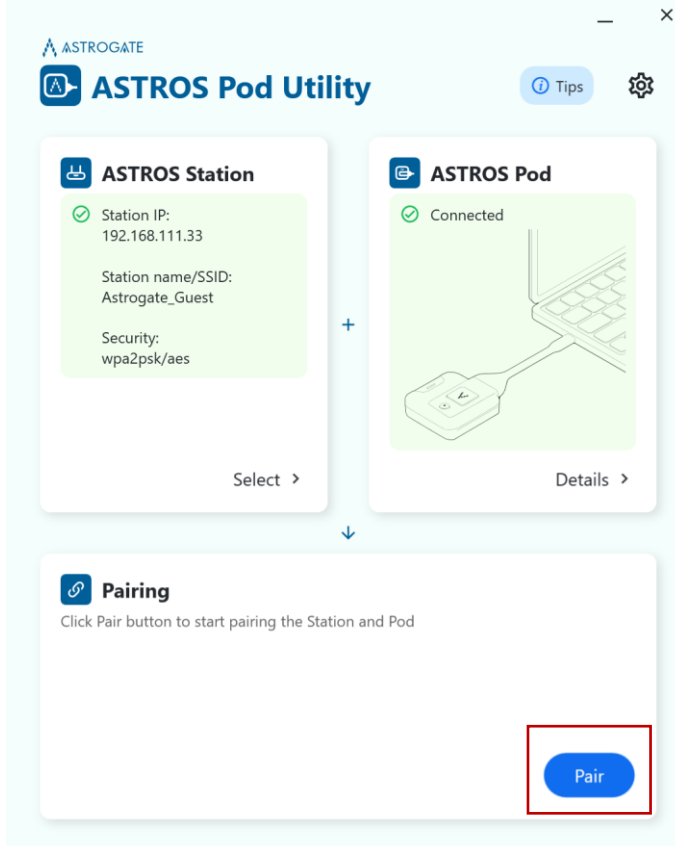 ASTROGATE
ASTROS Pod Utility
Tips
ASTROS Station
Station IP:
192.168.111.33
Station name/SSID:
Astrogate_Guest
Security:
wpa2psk/aes
Select
ASTROS Pod
Connected
Details
Pairing
Click Pair button to start pairing the Station and Pod
Pair